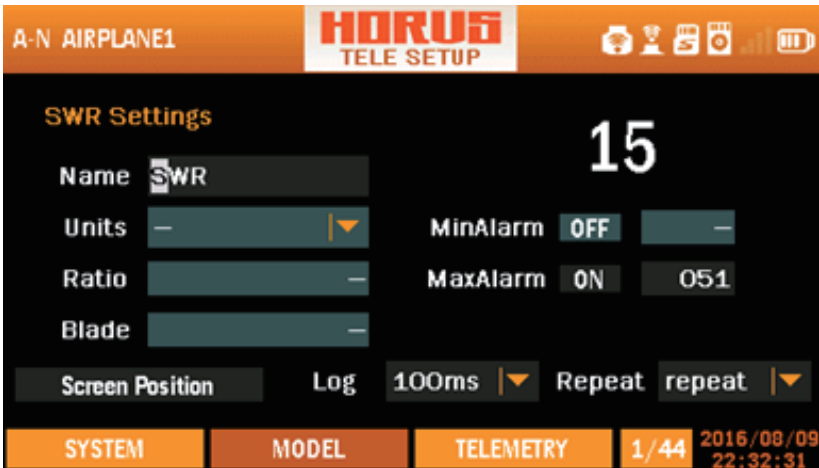 A-N AIRPLANE1
HORUS
TELE SETUP
SWR Settings
15
Name SWR
Units –
MinAlarm OFF –
Ratio –
MaxAlarm ON 051
Blade –
Screen Position Log 100ms Repeat repeat
SYSTEM MODEL TELEMETRY 1/44 2016/08/09
22:32:31